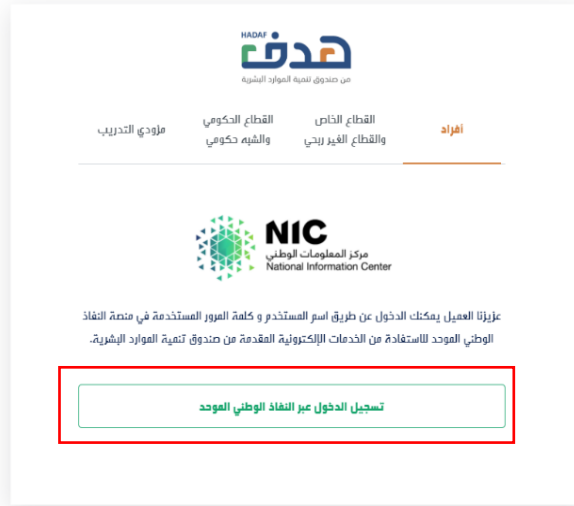 HADAF
هدف
من صندوق تنمية الموارد البشرية
أفراد
القطاع الخاص
والقطاع الغير ربحي
القطاع الحكومي
والشبه حكومي
مزودي التدريب
NIC
مركز المعلومات الوطني
National Information Center
عزيزنا العميل يمكنك الدخول عن طريق اسم المستخدم و كلمة المرور المستخدمة في منصة النفاذ
الوطني الموحد للاستفادة من الخدمات الإلكترونية المقدمة من صندوق تنمية الموارد البشرية.
تسجيل الدخول عبر النفاذ الوطني الموحد